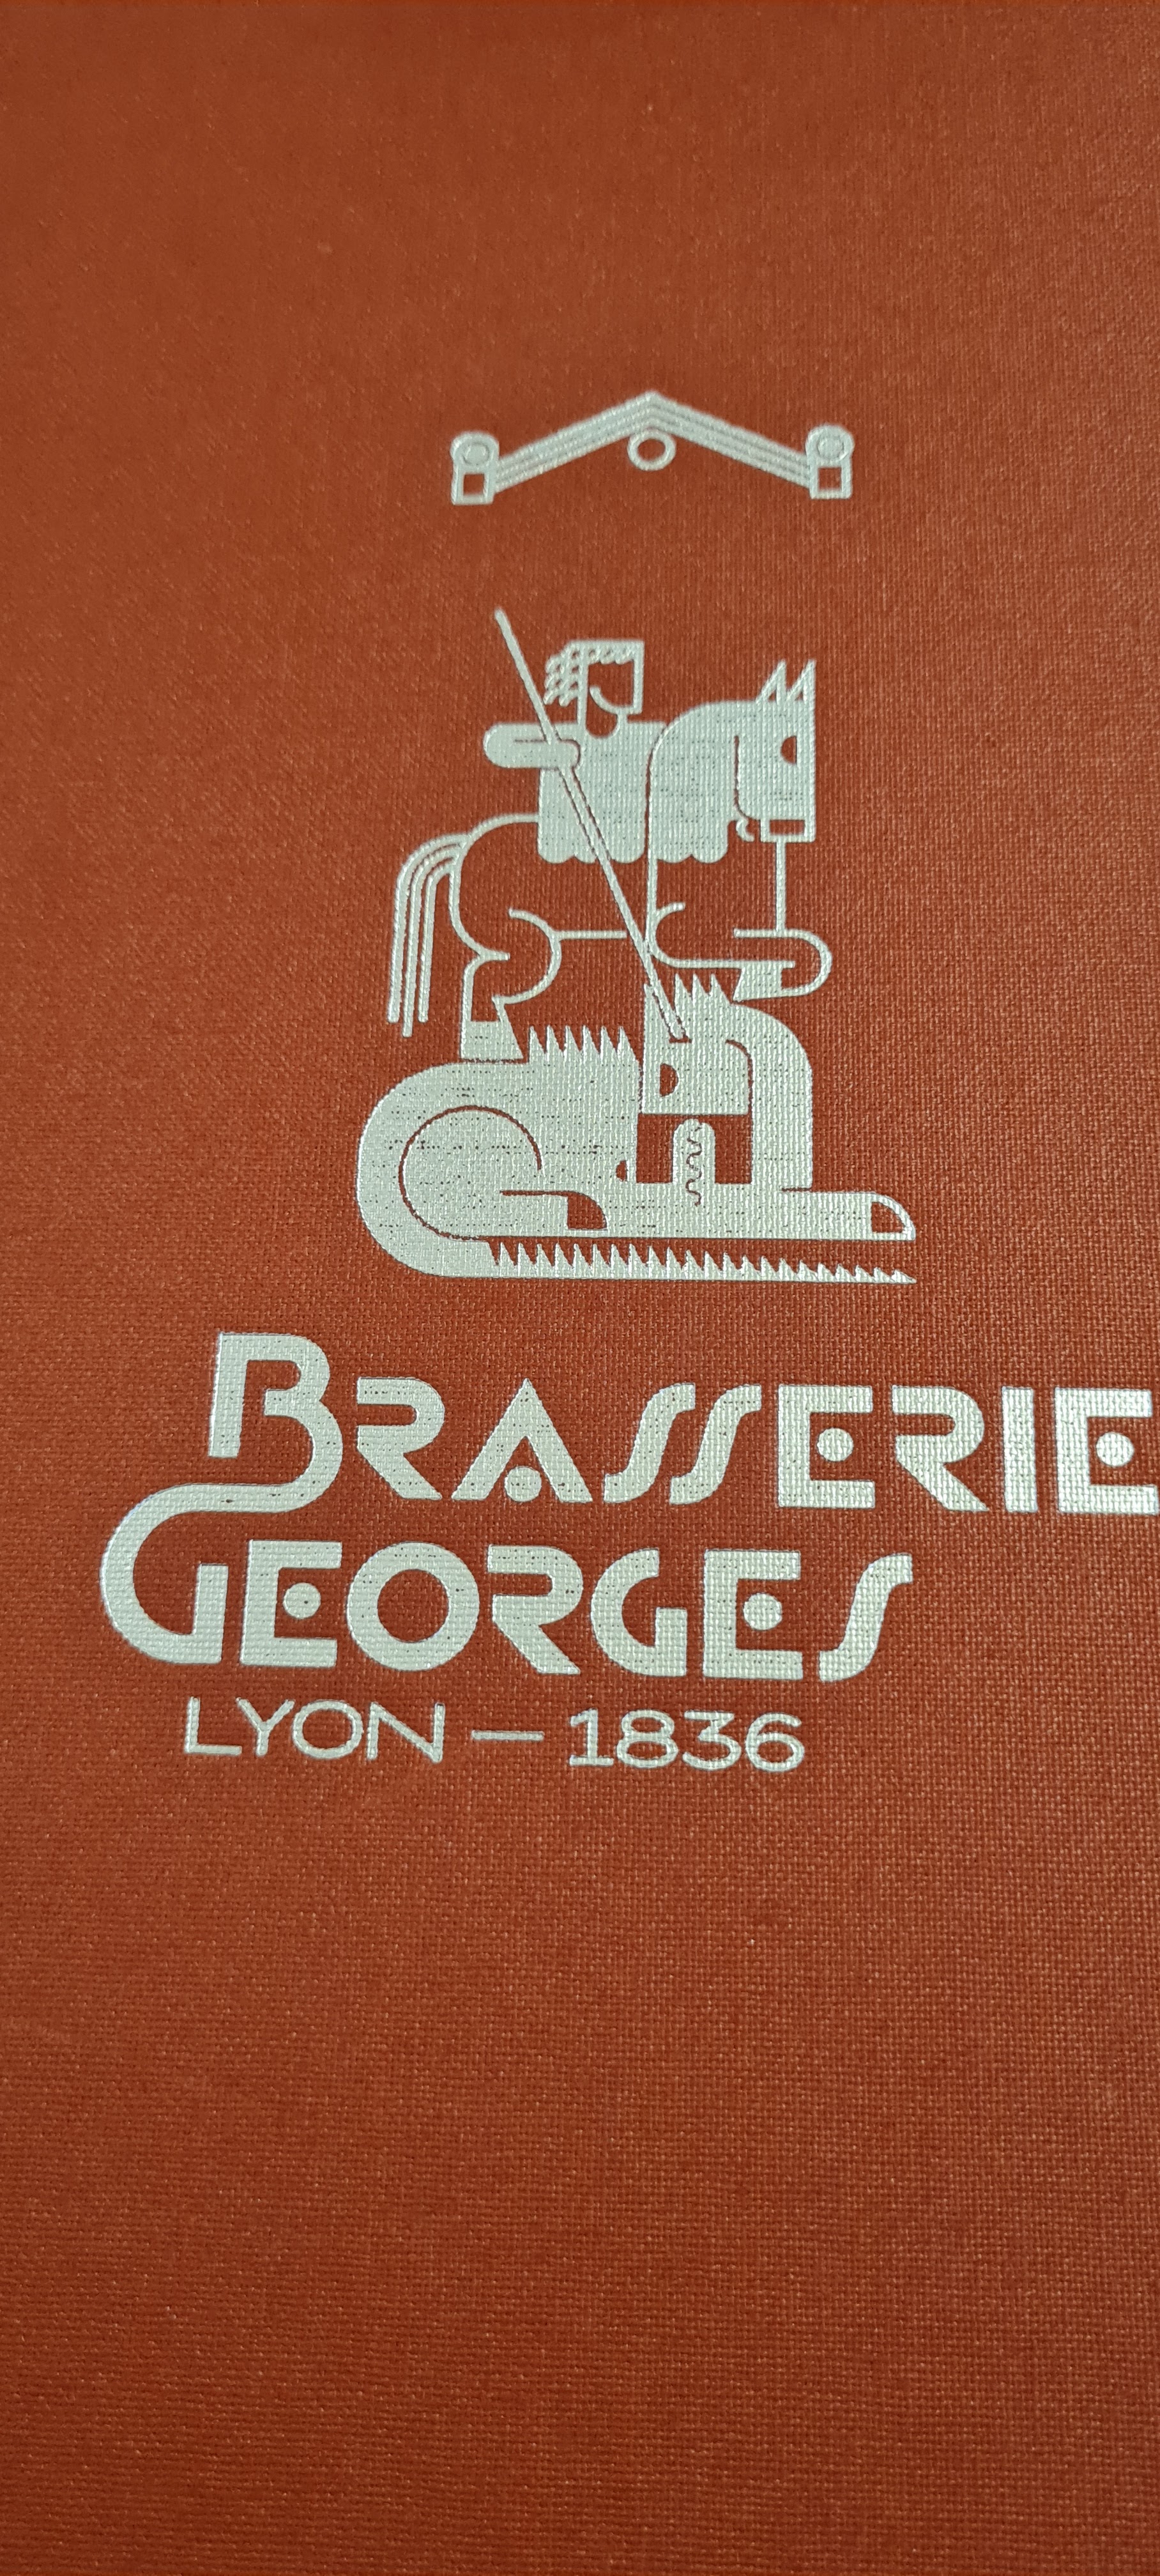 BRASSERIE
GEORGES
LYON — 1836